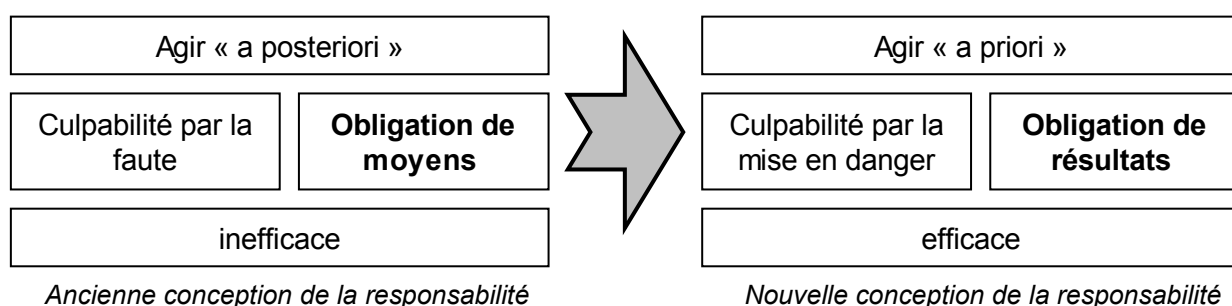 Agir « a posteriori »
Culpabilité par la
faute
Obligation de
moyens
inefficace
Ancienne conception de la responsabilité
Agir « a priori »
Culpabilité par la
mise en danger
Obligation de
résultats
efficace
Nouvelle conception de la responsabilité